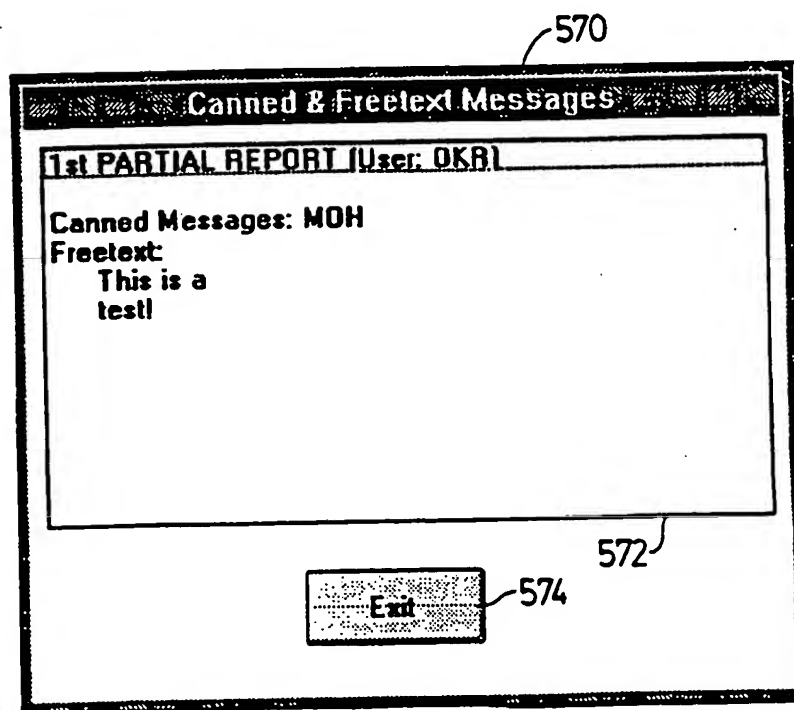 570
Canned & Freetext Messages
1st PARTIAL REPORT (User: OKR)
Canned Messages: MOH
Freetext:
This is a
test!
572
Exit
574